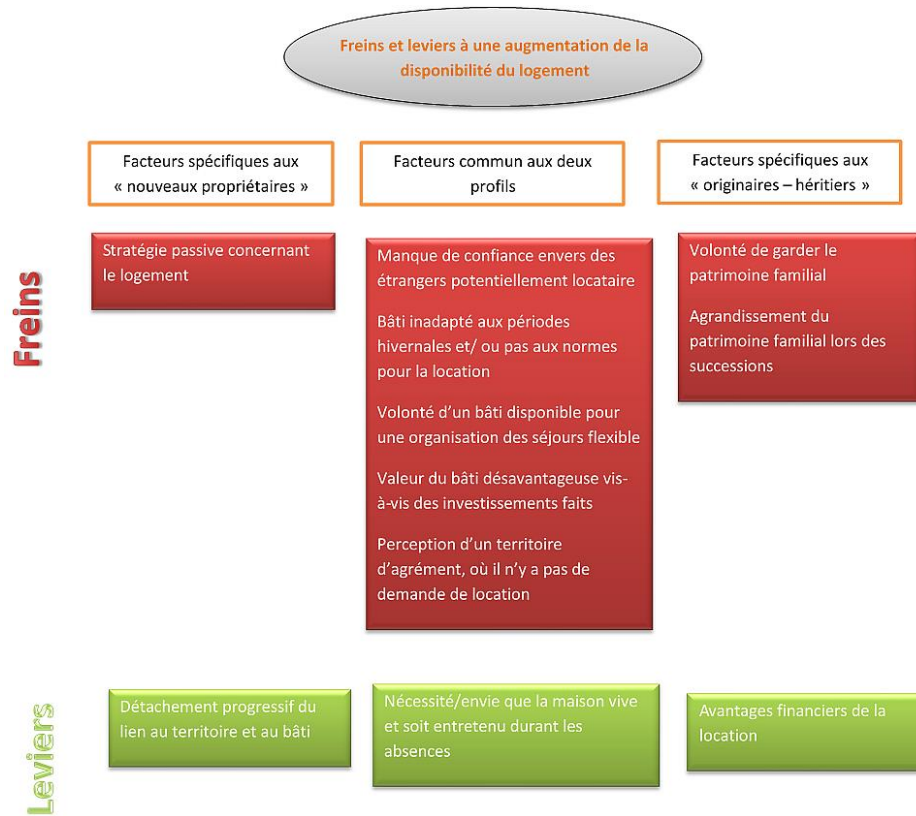 Freins et leviers à une augmentation de la
disponibilité du logement
Facteurs spécifiques aux
« nouveaux propriétaires »
Facteurs commun aux deux
profils
Facteurs spécifiques aux
« originaires – héritiers »
Freins
Stratégie passive concernant
le logement
Manque de confiance envers des
étrangers potentiellement locataire
Bâti inadapté aux périodes
hivernales et/ ou pas aux normes
pour la location
Volonté d'un bâti disponible pour
une organisation des séjours flexible
Valeur du bâti désavantageuse vis-
à-vis des investissements faits
Perception d'un territoire
d'agrément, où il n'y a pas de
demande de location
Volonté de garder le
patrimoine familial
Agrandissement du
patrimoine familial lors des
successions
Leviers
Détachement progressif du
lien au territoire et au bâti
Nécessité/envie que la maison vive
et soit entretenu durant les
absences
Avantages financiers de la
location